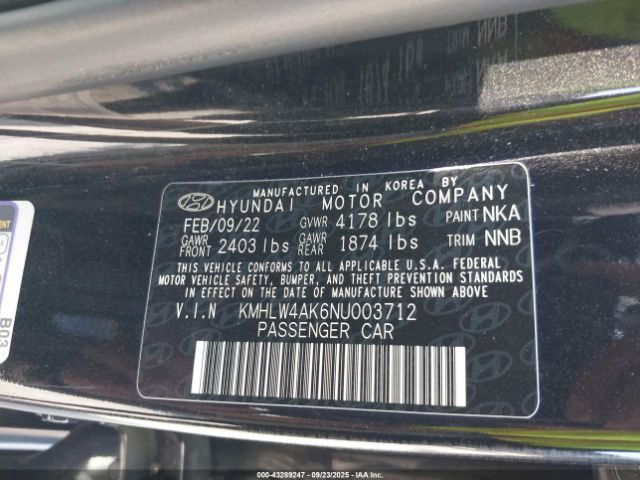 MANUFACTURED IN KOREA BY
HYUNDAI MOTOR COMPANY
FEB/09/22 GVWR 4178 lbs PAINT NKA
GAWR FRONT 2403 lbs GAWR REAR 1874 lbs TRIM NNB
THIS VEHICLE CONFORMS TO ALL APPLICABLE U.S.A. FEDERAL
MOTOR VEHICLE SAFETY, BUMPER, AND THEFT PREVENTION STANDARDS
IN EFFECT ON THE DATE OF MANUFACTURE SHOWN ABOVE
V.I.N KMHLW4AK6NU003712
PASSENGER CAR
B03
© IAA - 43289247 - 09/23/2025 - IAAI.COM